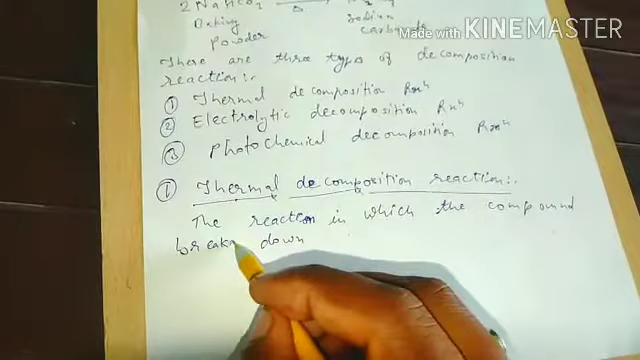 2 NaHCO3
Baking
powder
sodium
carbonate
Made with KINEMASTER
There are three types of decomposition
reaction:-
① Thermal decomposition Rxn
② Electrolytic decomposition Rxn
③ photochemical decomposition Rxn
① Thermal decomposition reaction:-
The reaction in which the compound
breaks down